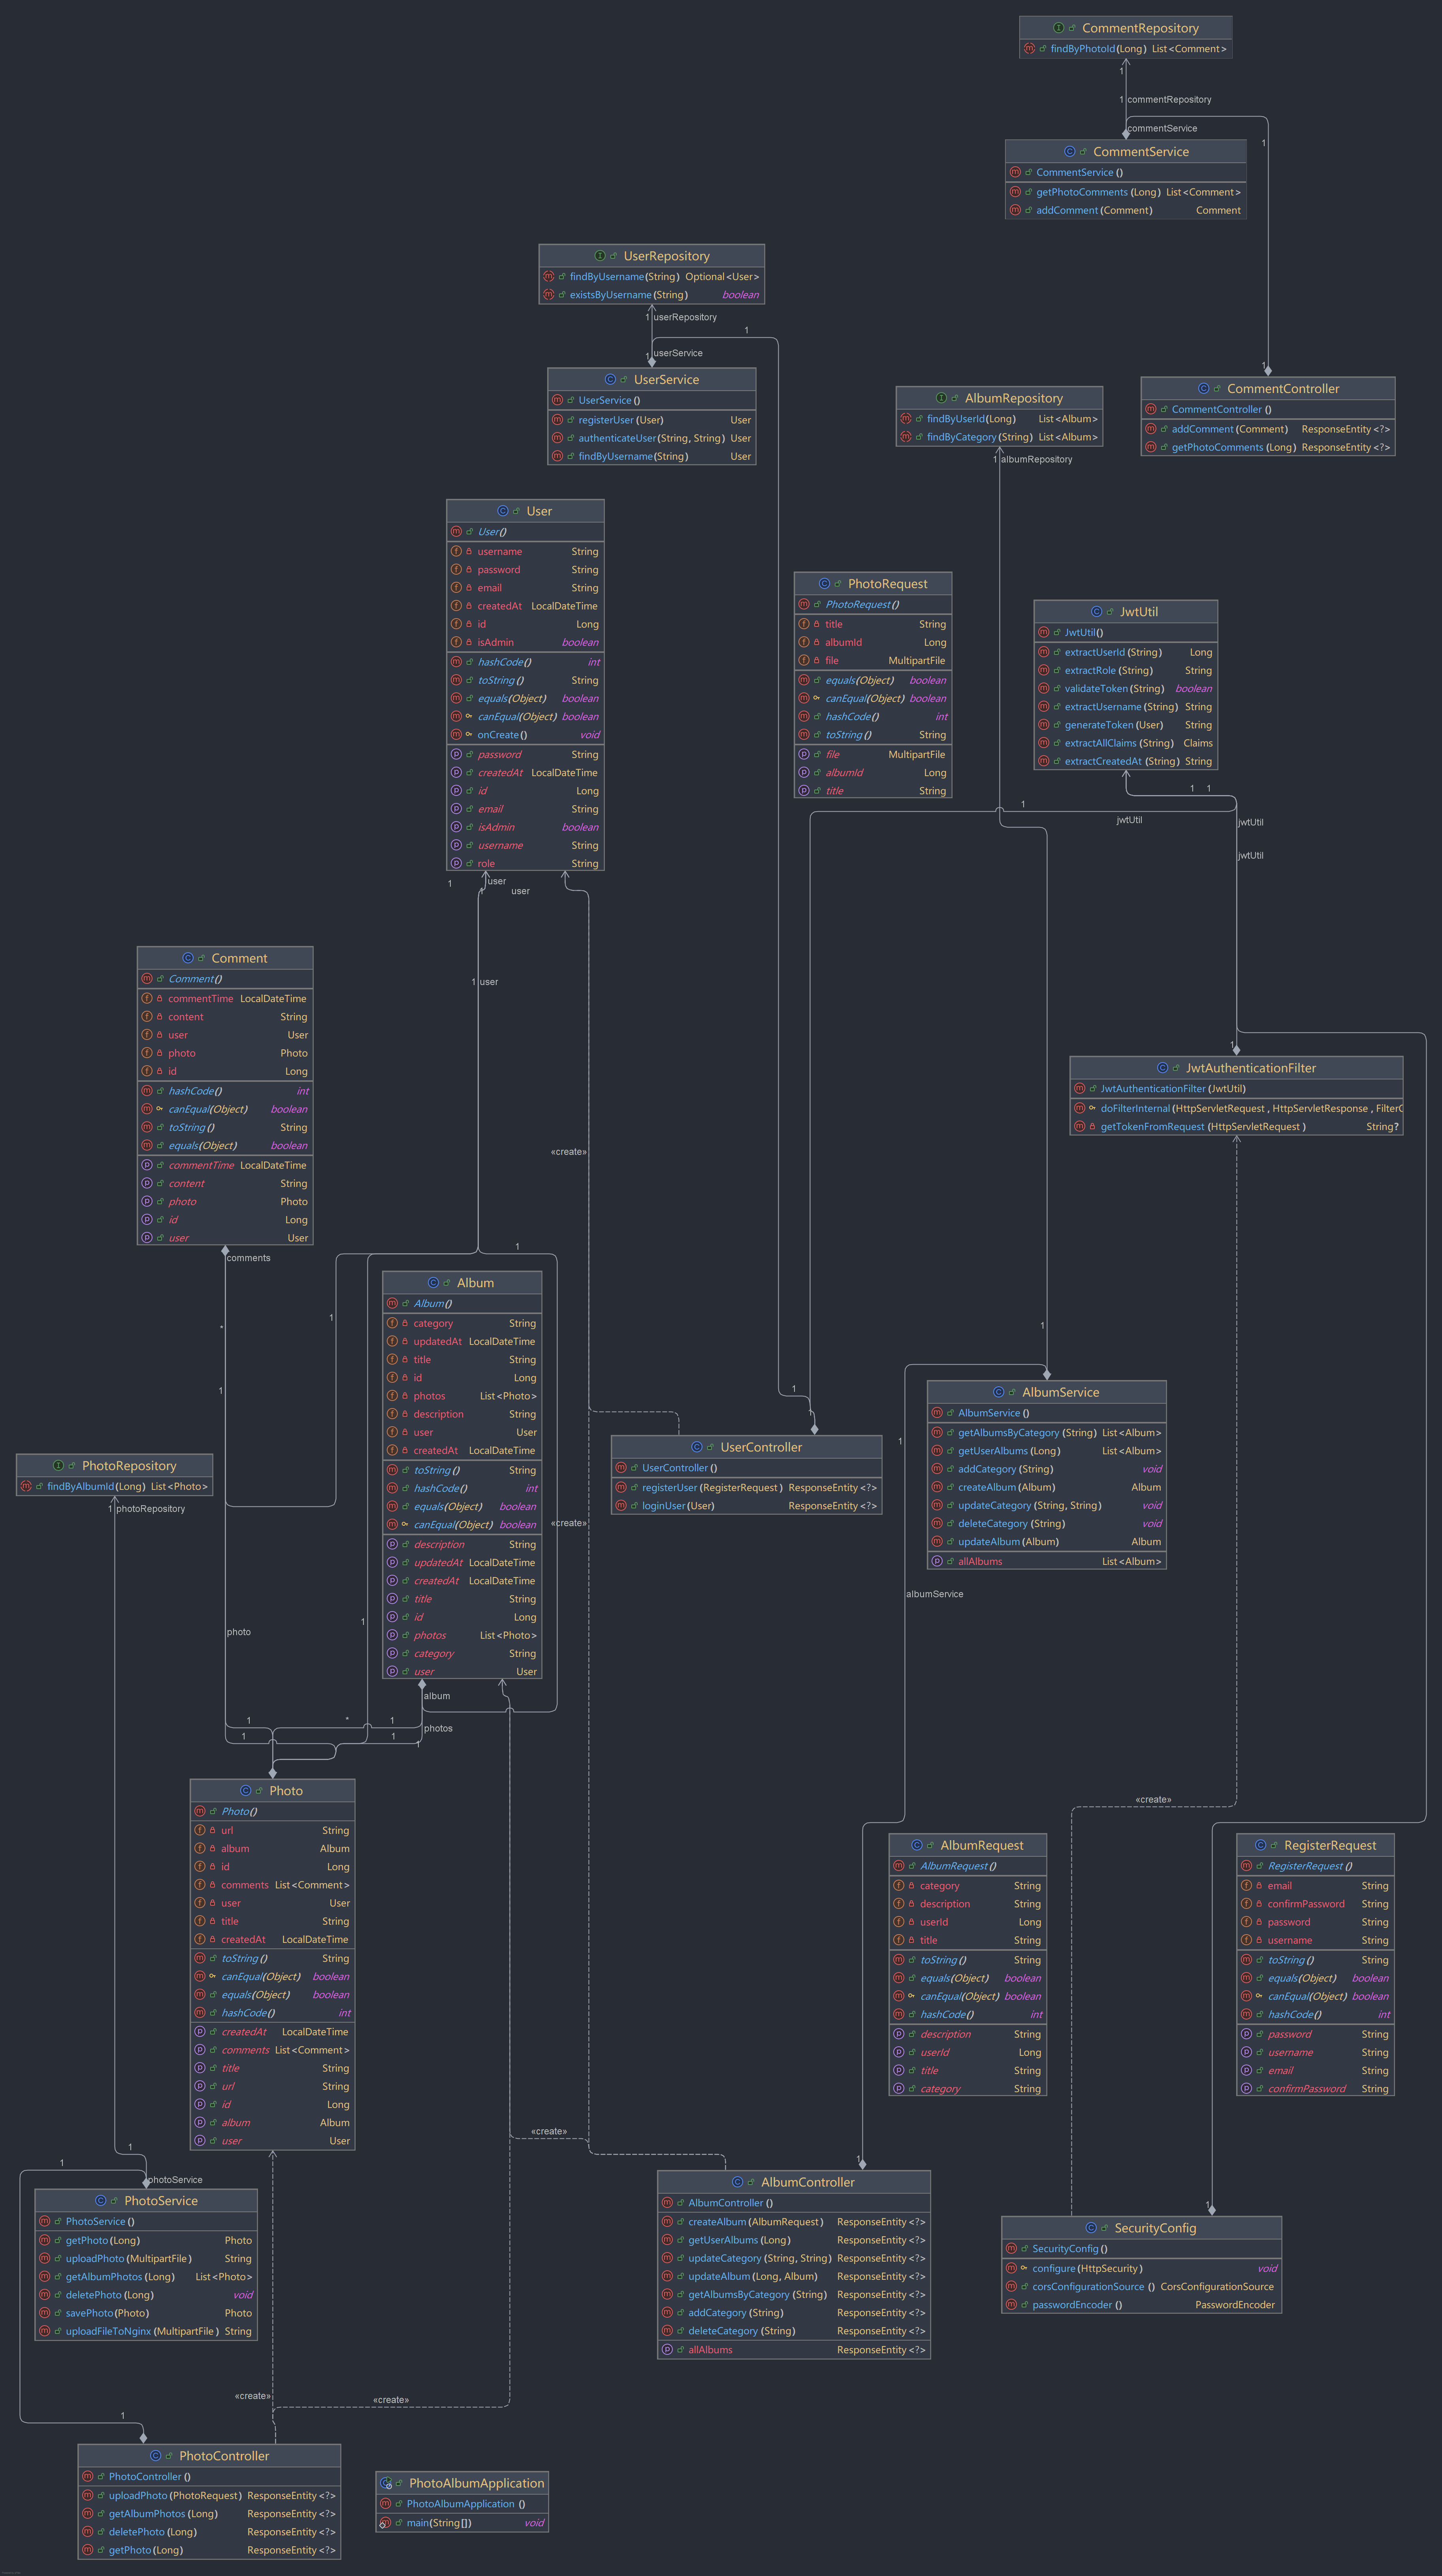 CommentRepository
findByPhotoId(Long) List<Comment>
1
1 commentRepository
commentService
1
CommentService
CommentService()
getPhotoComments(Long) List<Comment>
addComment(Comment) Comment
UserRepository
findByUsername(String) Optional<User>
existsByUsername(String) boolean
1 userRepository
1
1 userService
UserService
UserService()
registerUser(User) User
authenticateUser(String, String) User
findByUsername(String) User
AlbumRepository
findByUserId(Long) List<Album>
findByCategory(String) List<Album>
1 albumRepository
1
CommentController
CommentController()
addComment(Comment) ResponseEntity<?>
getPhotoComments(Long) ResponseEntity<?>
User
User()
username String
password String
email String
createdAt LocalDateTime
id Long
isAdmin boolean
hashCode() int
toString() String
equals(Object) boolean
canEqual(Object) boolean
onCreate() void
password String
createdAt LocalDateTime
id Long
email String
isAdmin boolean
username String
role String
PhotoRequest
PhotoRequest()
title String
albumId Long
file MultipartFile
equals(Object) boolean
canEqual(Object) boolean
hashCode() int
toString() String
file MultipartFile
albumId Long
title String
JwtUtil
JwtUtil()
extractUserId(String) Long
extractRole(String) String
validateToken(String) boolean
extractUsername(String) String
generateToken(User) String
extractAllClaims(String) Claims
extractCreatedAt(String) String
1 1
1
jwtUtil
jwtUtil
jwtUtil
1 user
1 user
1 user
Comment
Comment()
commentTime LocalDateTime
content String
user User
photo Photo
id Long
hashCode() int
canEqual(Object) boolean
toString() String
equals(Object) boolean
commentTime LocalDateTime
content String
photo Photo
id Long
user User
comments
1
JwtAuthenticationFilter
JwtAuthenticationFilter(JwtUtil)
doFilterInternal(HttpServletRequest, HttpServletResponse, FilterC
getTokenFromRequest(HttpServletRequest) String?
«create»
1
Album
Album()
category String
updatedAt LocalDateTime
title String
id Long
photos List<Photo>
description String
user User
createdAt LocalDateTime
toString() String
hashCode() int
equals(Object) boolean
canEqual(Object) boolean
description String
updatedAt LocalDateTime
createdAt LocalDateTime
title String
id Long
photos List<Photo>
category String
user User
*
1
1
1
1
1
AlbumService
AlbumService()
getAlbumsByCategory(String) List<Album>
getUserAlbums(Long) List<Album>
addCategory(String) void
createAlbum(Album) Album
updateCategory(String, String) void
deleteCategory(String) void
updateAlbum(Album) Album
allAlbums List<Album>
1
albumService
UserController
UserController()
registerUser(RegisterRequest) ResponseEntity<?>
loginUser(User) ResponseEntity<?>
PhotoRepository
findByAlbumId(Long) List<Photo>
1 photoRepository
«create»
photo
album
photos
1 * 1
1 1 1
Photo
Photo()
url String
album Album
id Long
comments List<Comment>
user User
title String
createdAt LocalDateTime
toString() String
canEqual(Object) boolean
equals(Object) boolean
hashCode() int
createdAt LocalDateTime
comments List<Comment>
title String
url String
id Long
album Album
user User
«create»
AlbumRequest
AlbumRequest()
category String
description String
userId Long
title String
toString() String
equals(Object) boolean
canEqual(Object) boolean
hashCode() int
description String
userId Long
title String
category String
RegisterRequest
RegisterRequest()
email String
confirmPassword String
password String
username String
toString() String
equals(Object) boolean
canEqual(Object) boolean
hashCode() int
password String
username String
email String
confirmPassword String
«create»
1
1
photoService
PhotoService
PhotoService()
getPhoto(Long) Photo
uploadPhoto(MultipartFile) String
getAlbumPhotos(Long) List<Photo>
deletePhoto(Long) void
savePhoto(Photo) Photo
uploadFileToNginx(MultipartFile) String
1
AlbumController
AlbumController()
createAlbum(AlbumRequest) ResponseEntity<?>
getUserAlbums(Long) ResponseEntity<?>
updateCategory(String, String) ResponseEntity<?>
updateAlbum(Long, Album) ResponseEntity<?>
getAlbumsByCategory(String) ResponseEntity<?>
addCategory(String) ResponseEntity<?>
deleteCategory(String) ResponseEntity<?>
allAlbums ResponseEntity<?>
1
SecurityConfig
SecurityConfig()
configure(HttpSecurity) void
corsConfigurationSource() CorsConfigurationSource
passwordEncoder() PasswordEncoder
«create»
«create»
1
PhotoController
PhotoController()
uploadPhoto(PhotoRequest) ResponseEntity<?>
getAlbumPhotos(Long) ResponseEntity<?>
deletePhoto(Long) ResponseEntity<?>
getPhoto(Long) ResponseEntity<?>
PhotoAlbumApplication
PhotoAlbumApplication()
main(String[]) void